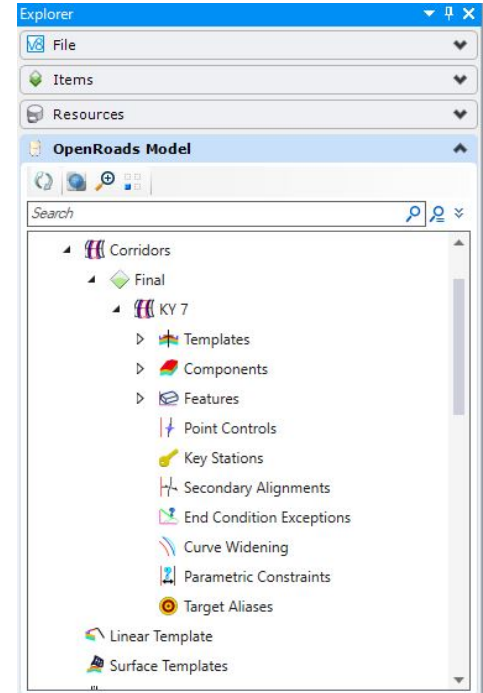 Explorer
File
Items
Resources
OpenRoads Model
Search
Corridors
Final
KY 7
Templates
Components
Features
Point Controls
Key Stations
Secondary Alignments
End Condition Exceptions
Curve Widening
Parametric Constraints
Target Aliases
Linear Template
Surface Templates